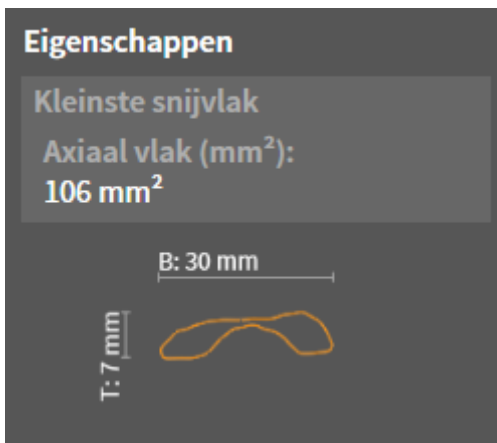 Eigenschappen
Kleinste snijvlak
Axiaal vlak (mm²):
106 mm²
B: 30 mm
T: 7 mm